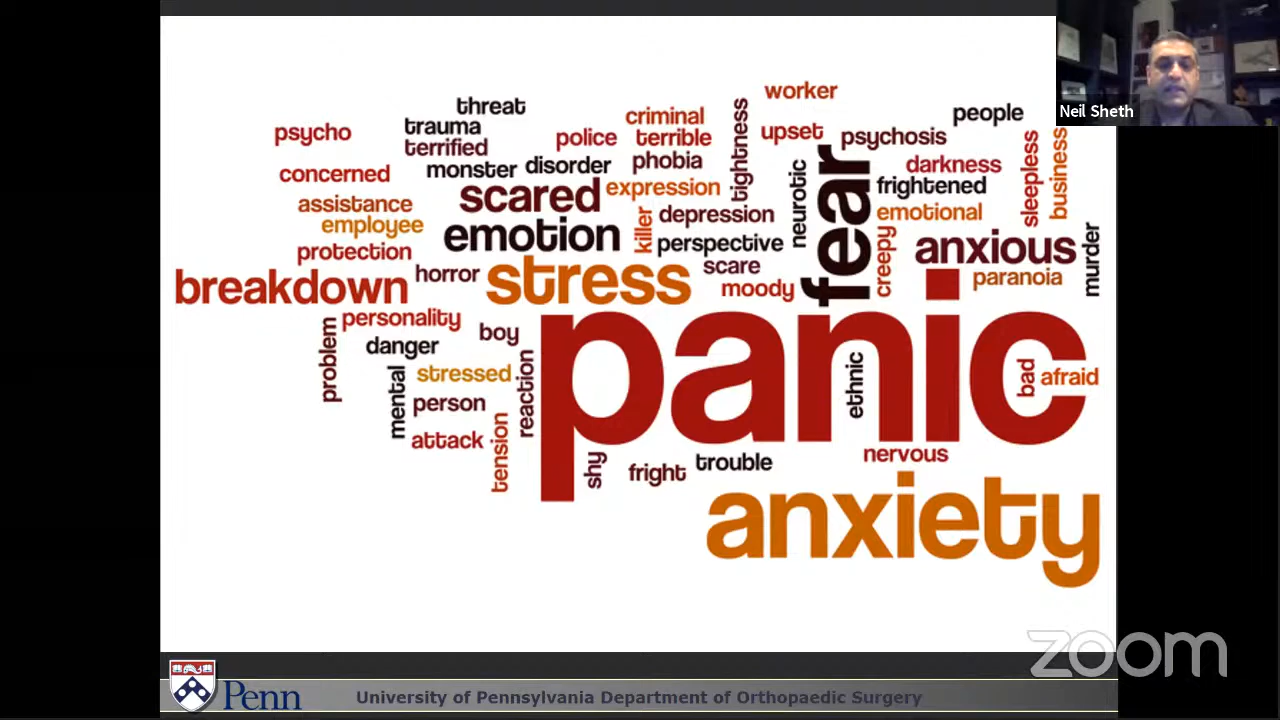 worker
threat
criminal
people
Neil Sheth
psycho
trauma
police
terrible
tightness
upset
psychosis
terrified
concerned
monster
disorder
phobia
neurotic
fear
darkness
sleepless
business
assistance
scared
expression
frightened
employee
emotion
killer
depression
emotional
protection
perspective
creepy
anxious
murder
breakdown
horror
stress
scare
moody
paranoia
problem
personality
boy
panic
danger
mental
stressed
reaction
ethnic
bad
afraid
person
attack
tension
shy
fright
trouble
nervous
anxiety
zoom
Penn
University of Pennsylvania Department of Orthopaedic Surgery